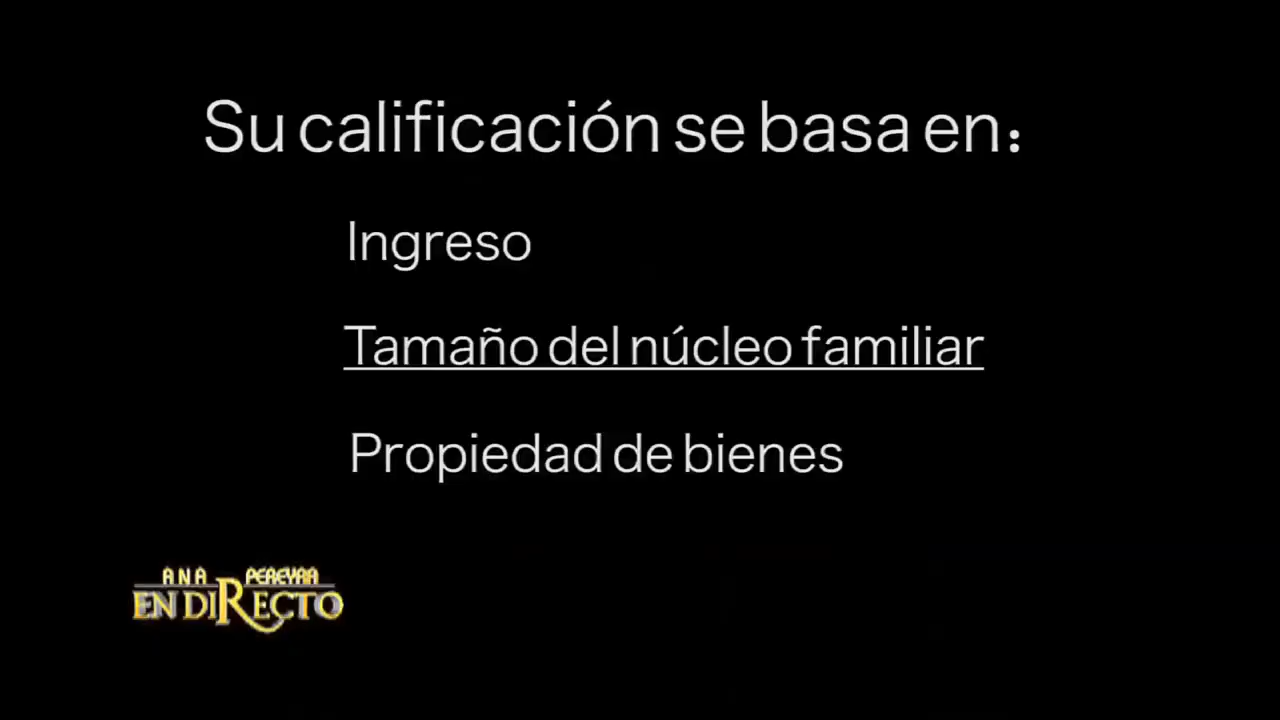 Su calificación se basa en:
Ingreso
Tamaño del núcleo familiar
Propiedad de bienes
ANA PEREYRA
EN DIRECTO